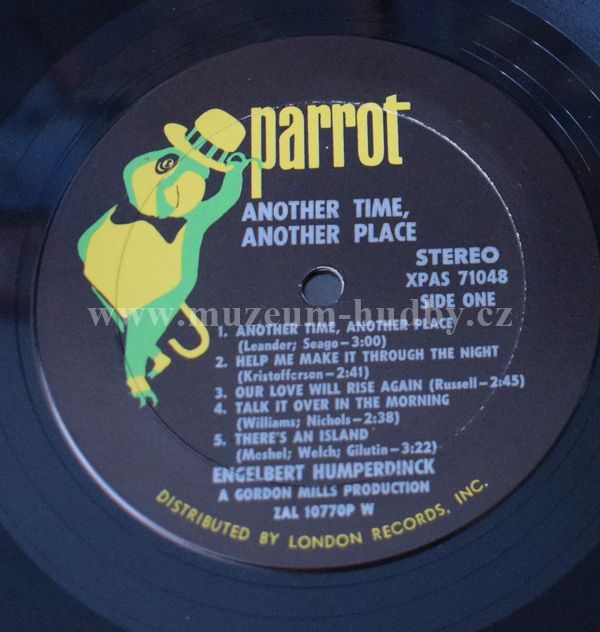 parrot
ANOTHER TIME,
ANOTHER PLACE
STEREO
XPAS 71048
SIDE ONE
www.muzeum-hudby.cz
1. ANOTHER TIME, ANOTHER PLACE
(Leander; Seago—3:00)
2. HELP ME MAKE IT THROUGH THE NIGHT
(Kristofferson—2:41)
3. OUR LOVE WILL RISE AGAIN (Russell—2:45)
4. TALK IT OVER IN THE MORNING
(Williams; Nichols—2:38)
5. THERE'S AN ISLAND
(Moshel; Welch; Gilutin—3:22)
ENGELBERT HUMPERDINCK
A GORDON MILLS PRODUCTION
ZAL 10770P W
DISTRIBUTED BY LONDON RECORDS, INC.